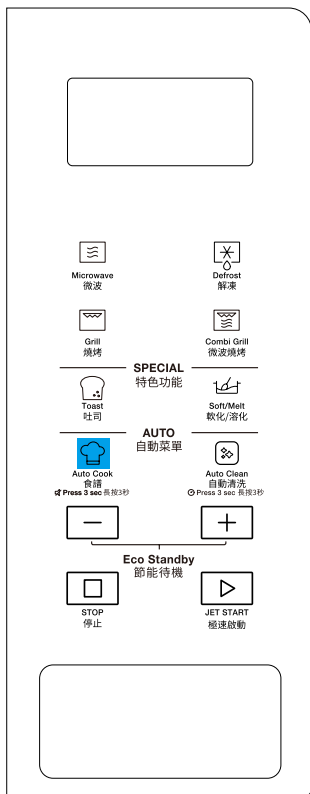 Microwave
微波
Defrost
解凍
Grill
燒烤
Combi Grill
微波燒烤
SPECIAL
特色功能
Toast
吐司
Soft/Melt
軟化/溶化
AUTO
自動菜單
Auto Cook
食譜
Press 3 sec 長按3秒
Auto Clean
自動清洗
Press 3 sec 長按3秒
Eco Standby
節能待機
STOP
停止
JET START
極速啟動